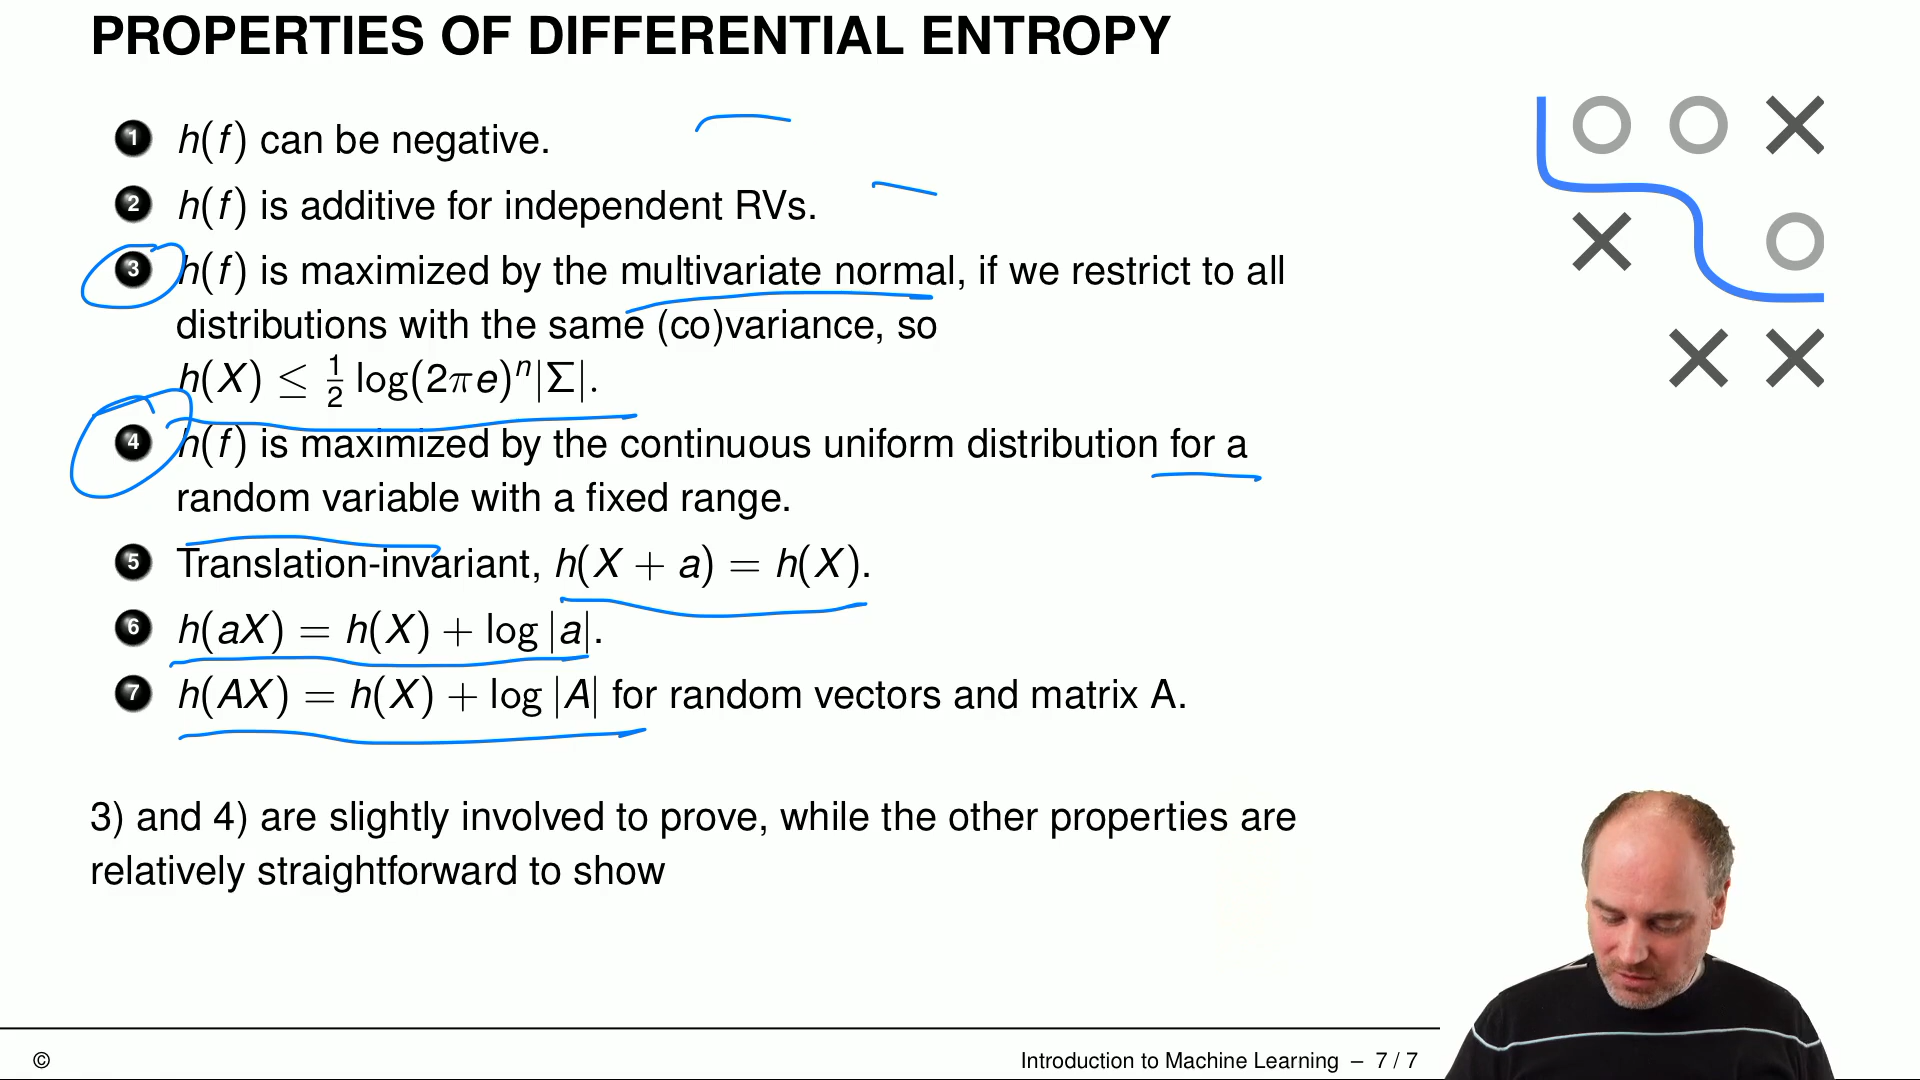 PROPERTIES OF DIFFERENTIAL ENTROPY
1 h(f) can be negative.
2 h(f) is additive for independent RVs.
3 h(f) is maximized by the multivariate normal, if we restrict to all
distributions with the same (co)variance, so
h(X) ≤ 1/2 log(2πe)ⁿ|Σ|.
4 h(f) is maximized by the continuous uniform distribution for a
random variable with a fixed range.
5 Translation-invariant, h(X + a) = h(X).
6 h(aX) = h(X) + log |a|.
7 h(AX) = h(X) + log |A| for random vectors and matrix A.
3) and 4) are slightly involved to prove, while the other properties are
relatively straightforward to show
© Introduction to Machine Learning – 7 / 7